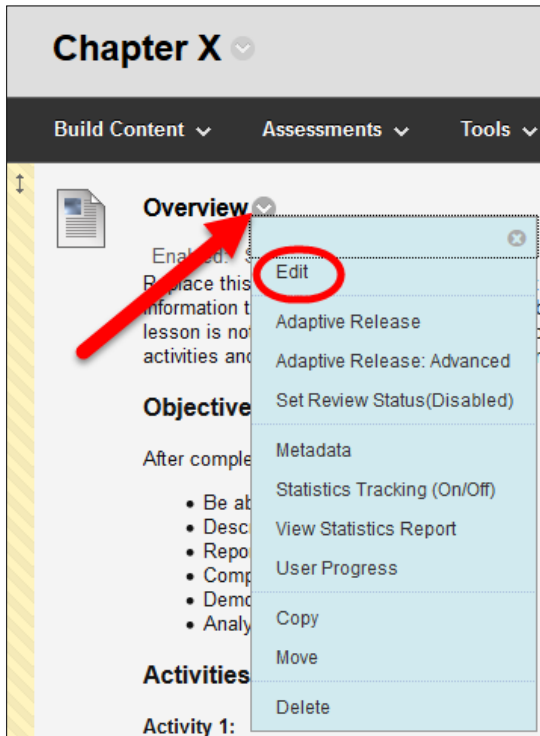 Chapter X
Build Content Assessments Tools
Overview
Enabled:
Edit
Replace this
information t
lesson is no
activities and
Adaptive Release
Adaptive Release: Advanced
Set Review Status(Disabled)
Objective
After comple
Metadata
Statistics Tracking (On/Off)
View Statistics Report
User Progress
• Be ab
• Desc
• Repo
• Comp
• Demo
• Analy
Copy
Move
Delete
Activities
Activity 1: